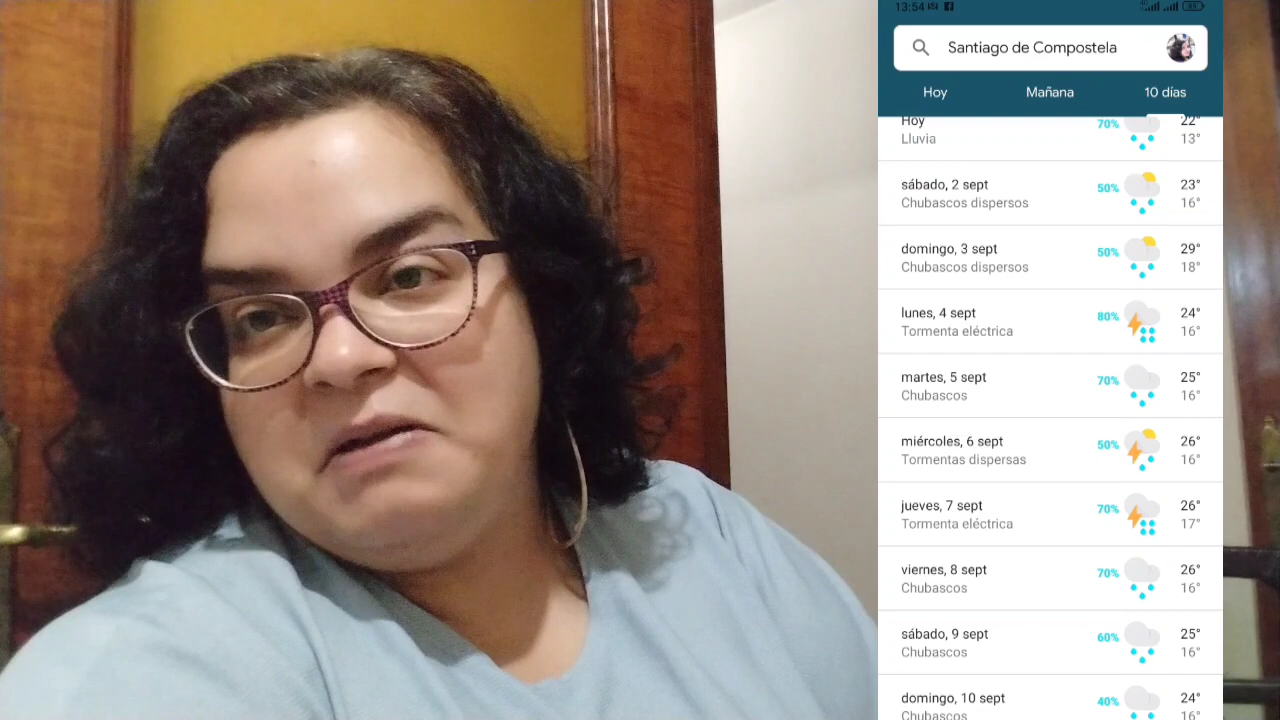 13:54
Santiago de Compostela
Hoy Mañana 10 días
Hoy 70% 22°
Lluvia 13°
sábado, 2 sept 50% 23°
Chubascos dispersos 16°
domingo, 3 sept 50% 29°
Chubascos dispersos 18°
lunes, 4 sept 80% 24°
Tormenta eléctrica 16°
martes, 5 sept 70% 25°
Chubascos 16°
miércoles, 6 sept 50% 26°
Tormentas dispersas 16°
jueves, 7 sept 70% 26°
Tormenta eléctrica 17°
viernes, 8 sept 70% 26°
Chubascos 16°
sábado, 9 sept 60% 25°
Chubascos 16°
domingo, 10 sept 40% 24°
Chubascos 16°